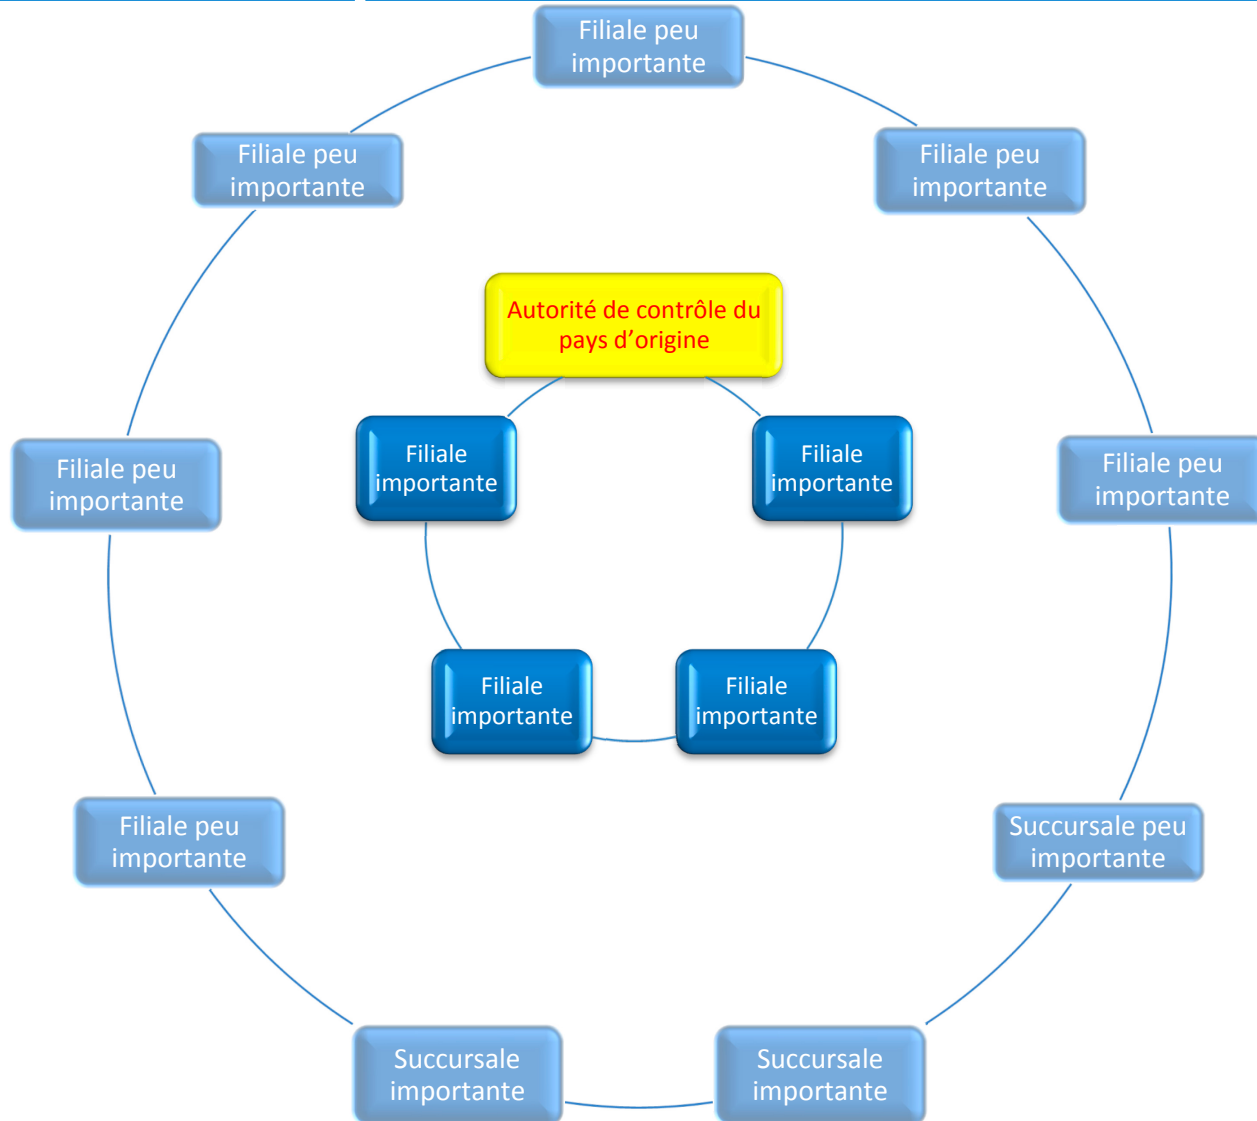 Filiale peu
importante
Filiale peu
importante
Filiale peu
importante
Autorité de contrôle du
pays d’origine
Filiale
importante
Filiale
importante
Filiale peu
importante
Filiale peu
importante
Filiale
importante
Filiale
importante
Filiale peu
importante
Succursale peu
importante
Succursale
importante
Succursale
importante